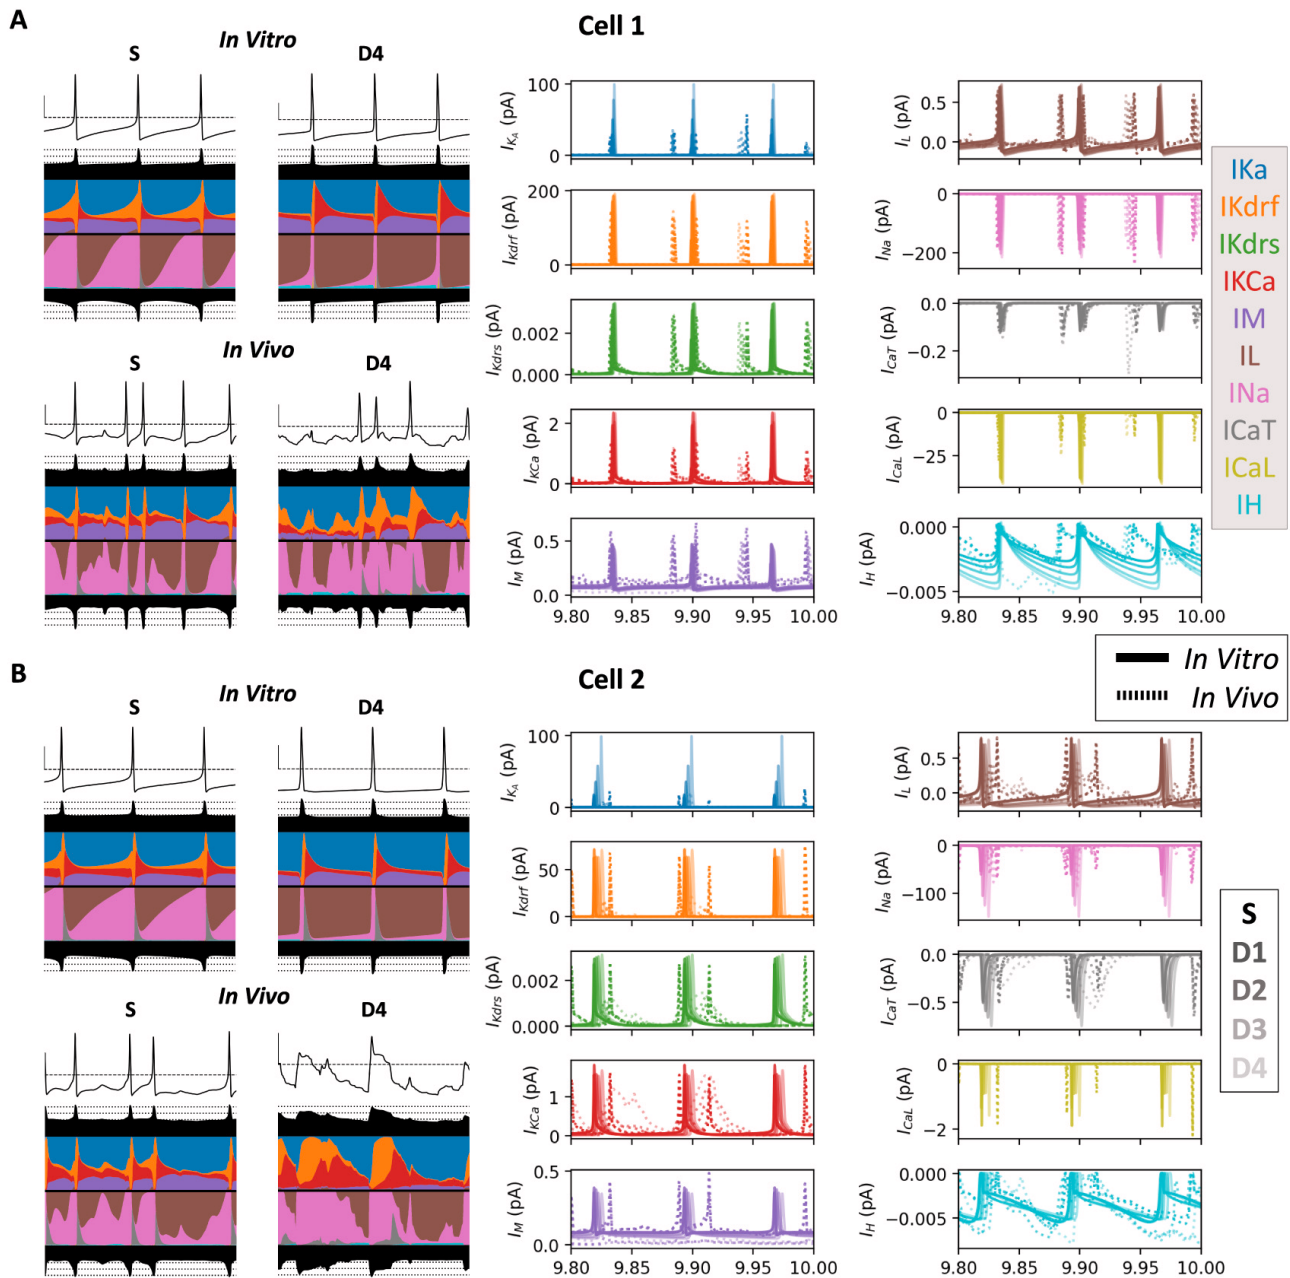 A
Cell 1
In Vitro
S
D4
In Vivo
S
D4
100
0
I_KA (pA)
200
0
I_Kdrf (pA)
0.002
0.000
I_Kdrs (pA)
2
0
I_KCa (pA)
0.5
0.0
I_M (pA)
9.80 9.85 9.90 9.95 10.00
0.5
0.0
I_L (pA)
0
−200
I_Na (pA)
0.0
−0.2
I_CaT (pA)
0
−25
I_CaL (pA)
0.000
−0.005
I_H (pA)
9.80 9.85 9.90 9.95 10.00
IKa
IKdrf
IKdrs
IKCa
IM
IL
INa
ICaT
ICaL
IH
In Vitro
In Vivo
B
Cell 2
In Vitro
S
D4
In Vivo
S
D4
100
0
I_KA (pA)
50
0
I_Kdrf (pA)
0.002
0.000
I_Kdrs (pA)
1
0
I_KCa (pA)
0.5
0.0
I_M (pA)
9.80 9.85 9.90 9.95 10.00
0.5
0.0
I_L (pA)
0
−100
I_Na (pA)
0.0
−0.5
I_CaT (pA)
0
−2
I_CaL (pA)
0.000
−0.005
I_H (pA)
9.80 9.85 9.90 9.95 10.00
S
D1
D2
D3
D4